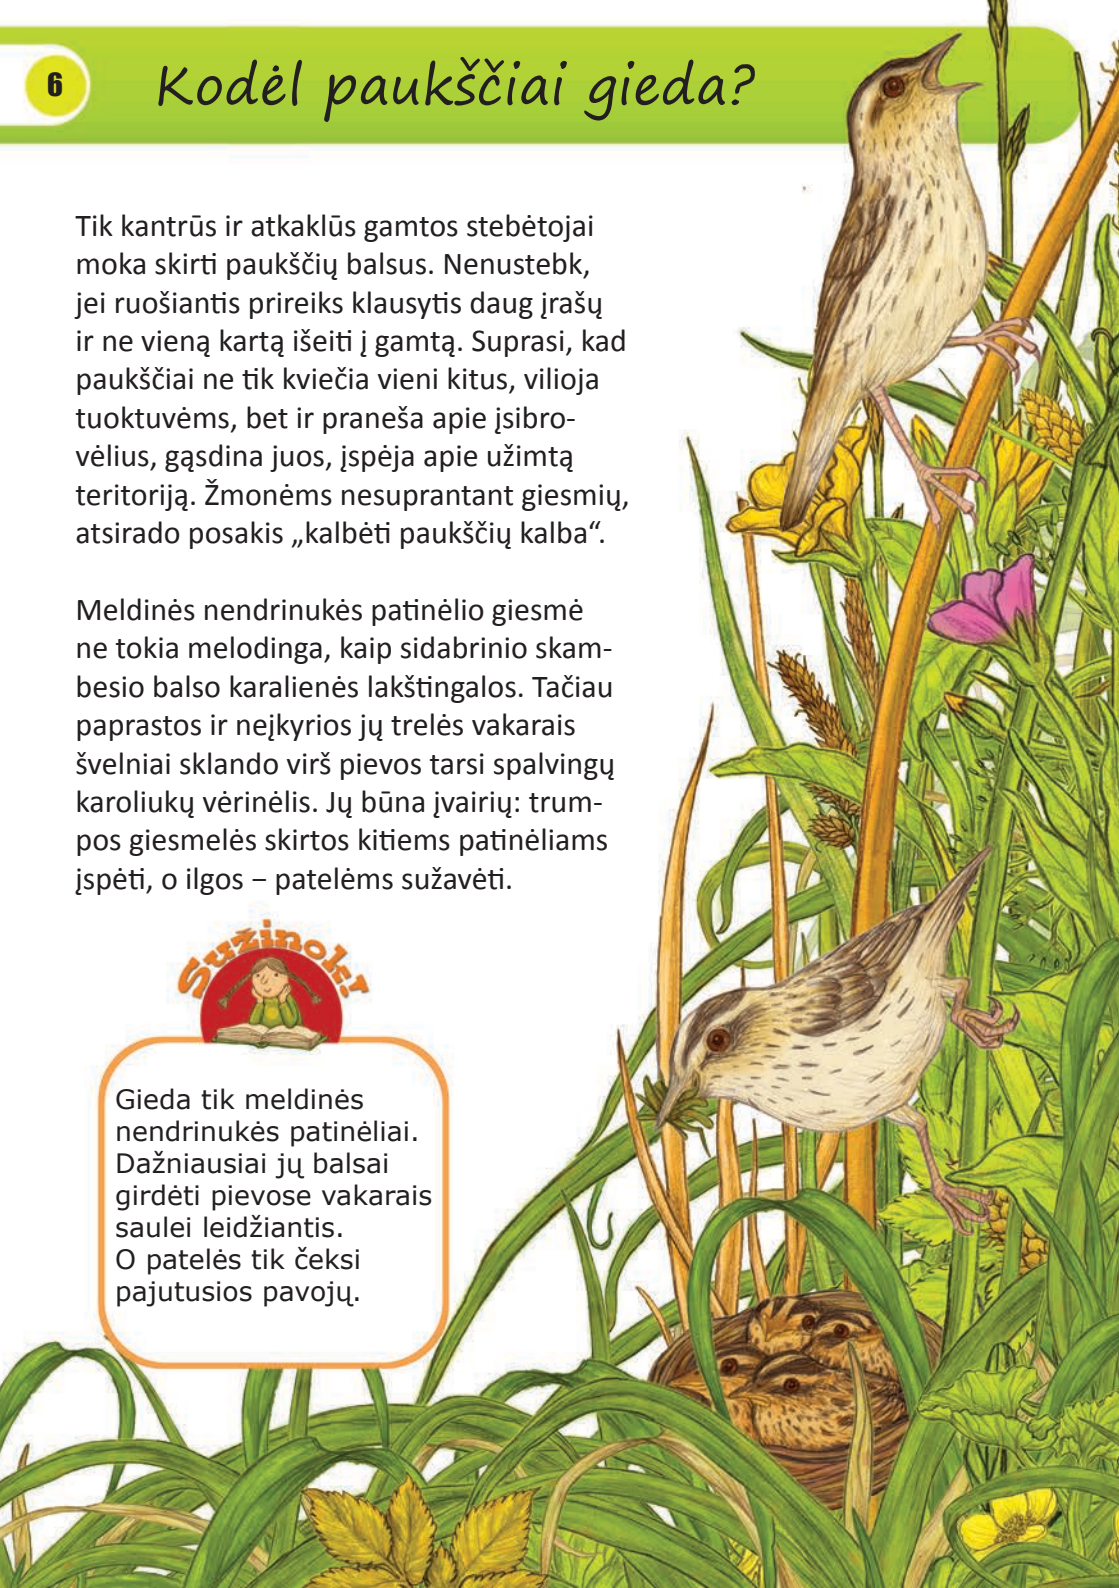 6
Kodėl paukščiai gieda?
Tik kantrūs ir atkaklūs gamtos stebėtojai
moka skirti paukščių balsus. Nenustebk,
jei ruošiantis prireiks klausytis daug įrašų
ir ne vieną kartą išeiti į gamtą. Suprasi, kad
paukščiai ne tik kviečia vieni kitus, vilioja
tuoktuvėms, bet ir praneša apie įsibro-
vėlius, gąsdina juos, įspėja apie užimtą
teritoriją. Žmonėms nesuprantant giesmių,
atsirado posakis „kalbėti paukščių kalba“.
Meldinės nendrinukės patinėlio giesmė
ne tokia melodinga, kaip sidabrinio skam-
besio balso karalienės lakštingalos. Tačiau
paprastos ir neįkyrios jų trelės vakarais
švelniai sklando virš pievos tarsi spalvingų
karoliukų vėrinėlis. Jų būna įvairių: trum-
pos giesmelės skirtos kitiems patinėliams
įspėti, o ilgos – patelėms sužavėti.
Sužinok!
Gieda tik meldinės
nendrinukės patinėliai.
Dažniausiai jų balsai
girdėti pievose vakarais
saulei leidžiantis.
O patelės tik čeksi
pajutusios pavojų.